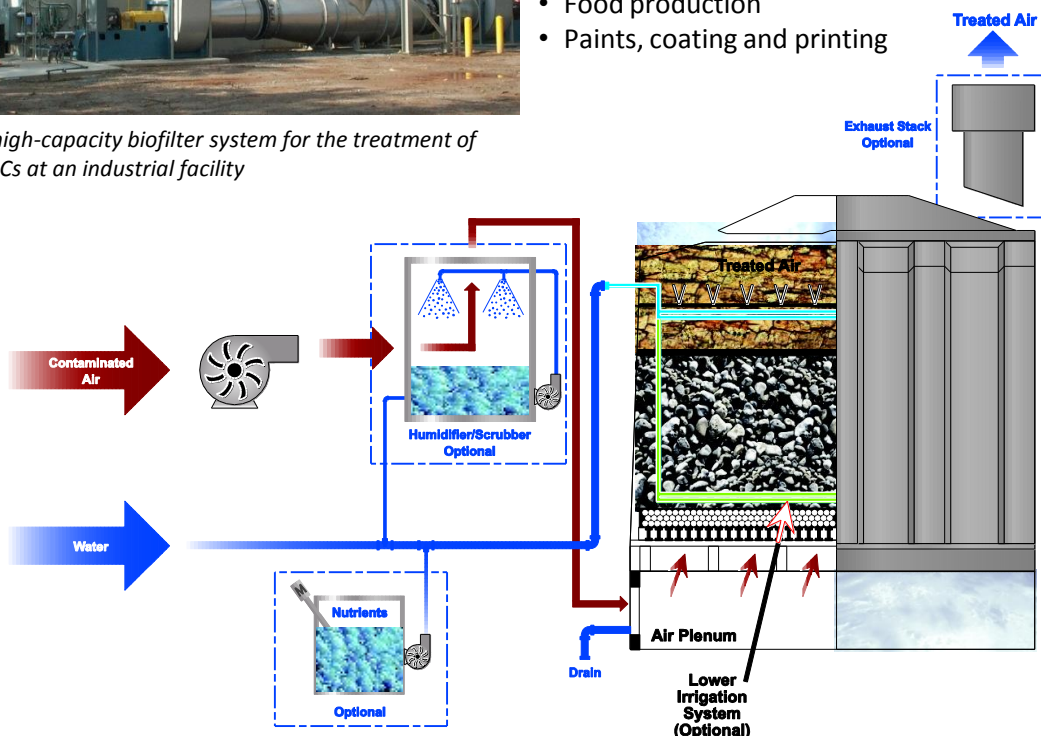 • Food production
• Paints, coating and printing
high-capacity biofilter system for the treatment of
Cs at an industrial facility
Treated Air
Exhaust Stack
Optional
Treated Air
Contaminated
Air
Humidifier/Scrubber
Optional
Water
M
Nutrients
Optional
Drain
Air Plenum
Lower
Irrigation
System
(Optional)